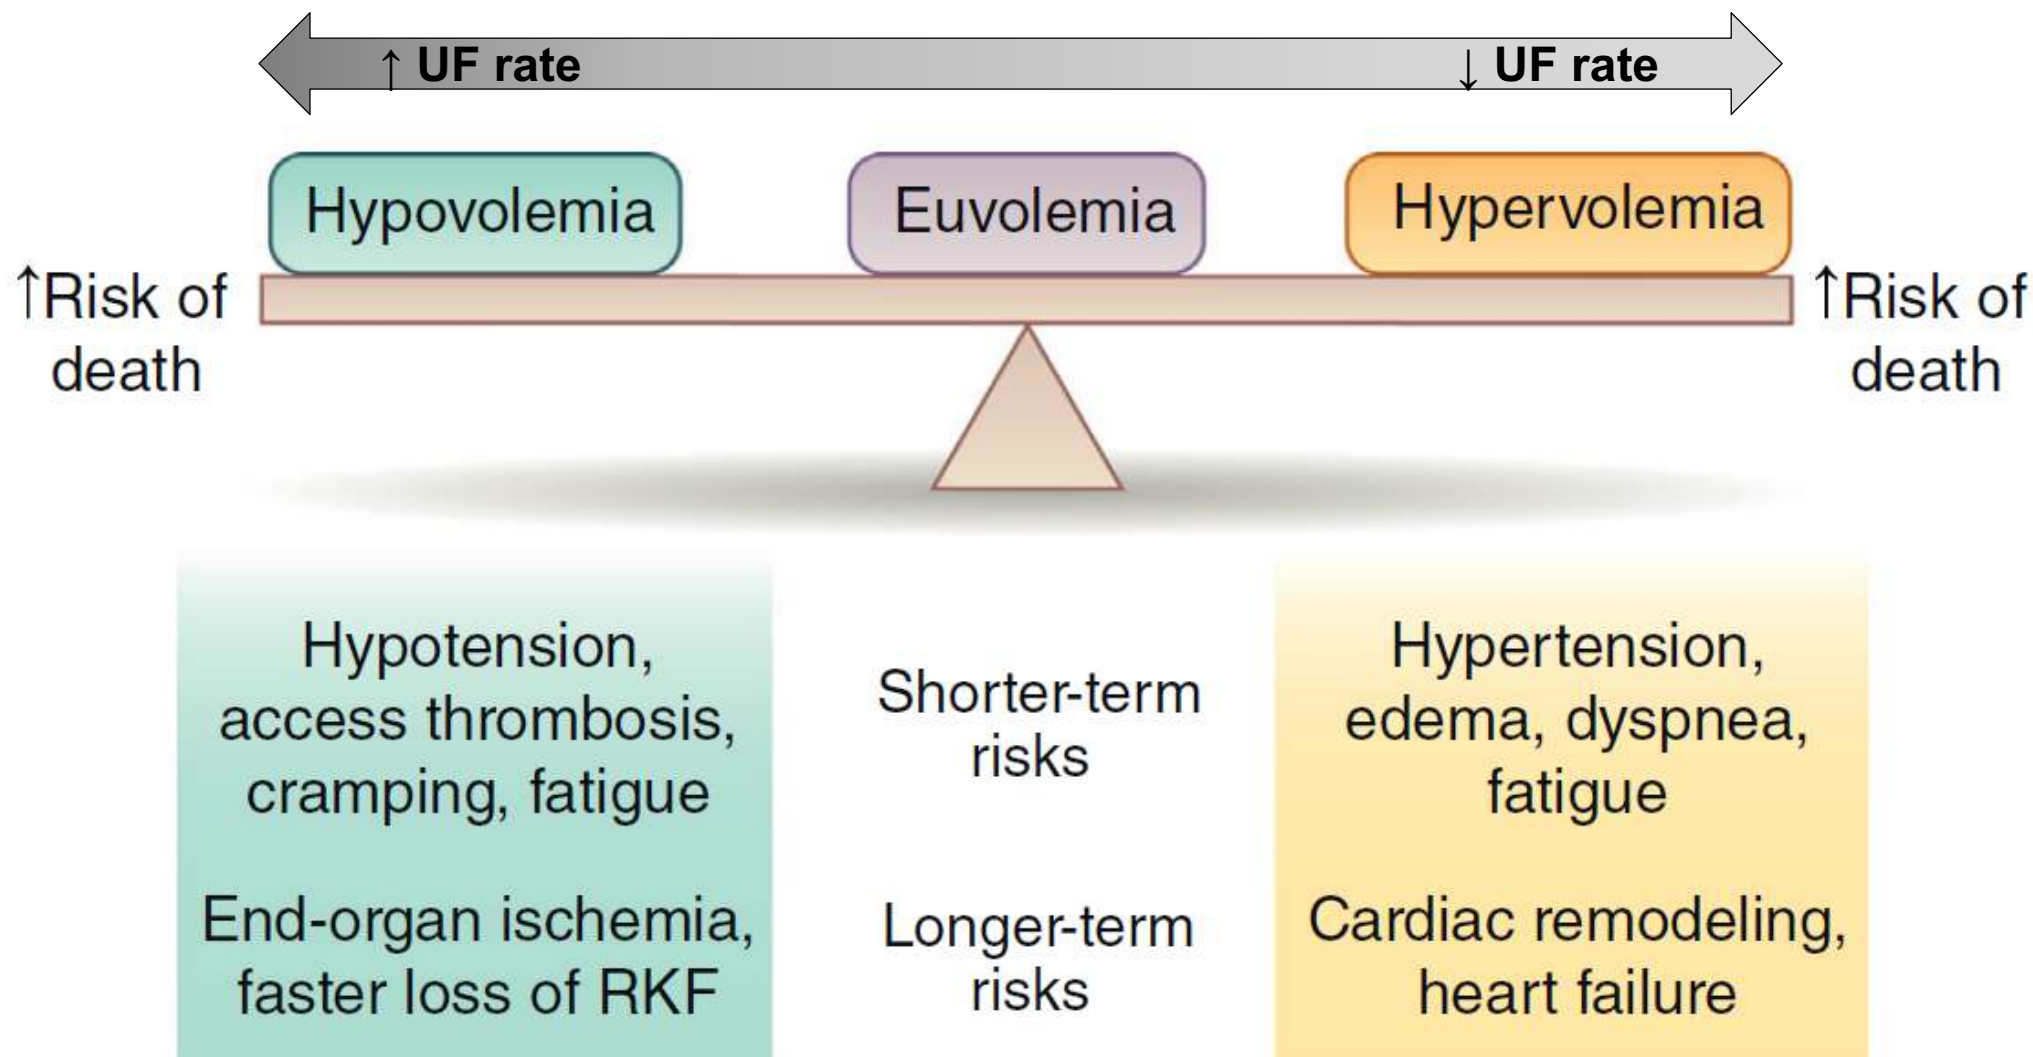 ↑ UF rate
↓ UF rate
Hypovolemia
Euvolemia
Hypervolemia
↑Risk of
death
↑Risk of
death
Hypotension,
access thrombosis,
cramping, fatigue
Shorter-term
risks
Hypertension,
edema, dyspnea,
fatigue
End-organ ischemia,
faster loss of RKF
Longer-term
risks
Cardiac remodeling,
heart failure